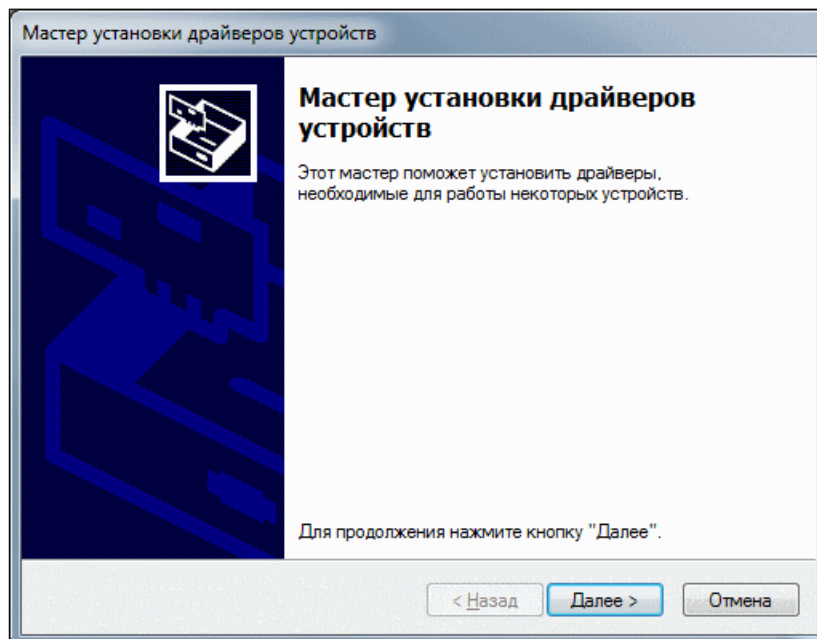 Мастер установки драйверов устройств
Мастер установки драйверов
устройств
Этот мастер поможет установить драйверы,
необходимые для работы некоторых устройств.
Для продолжения нажмите кнопку "Далее".
< Назад Далее > Отмена